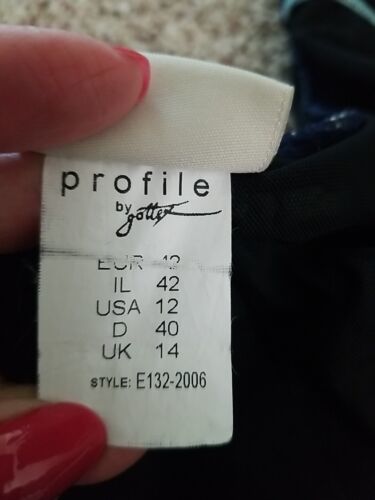 profile
by gottex
EUR 42
IL 42
USA 12
D 40
UK 14
STYLE: E132-2006